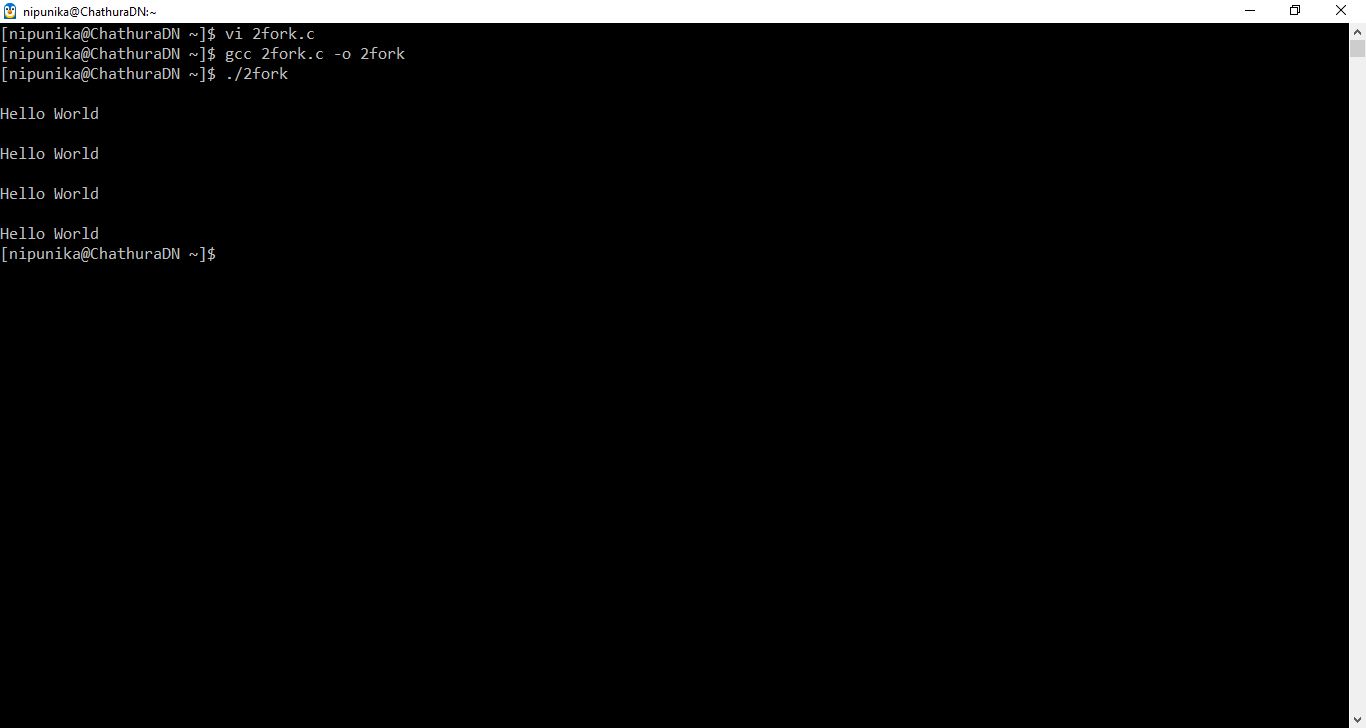 nipunika@ChathuraDN:~
[nipunika@ChathuraDN ~]$ vi 2fork.c
[nipunika@ChathuraDN ~]$ gcc 2fork.c -o 2fork
[nipunika@ChathuraDN ~]$ ./2fork
Hello World
Hello World
Hello World
Hello World
[nipunika@ChathuraDN ~]$